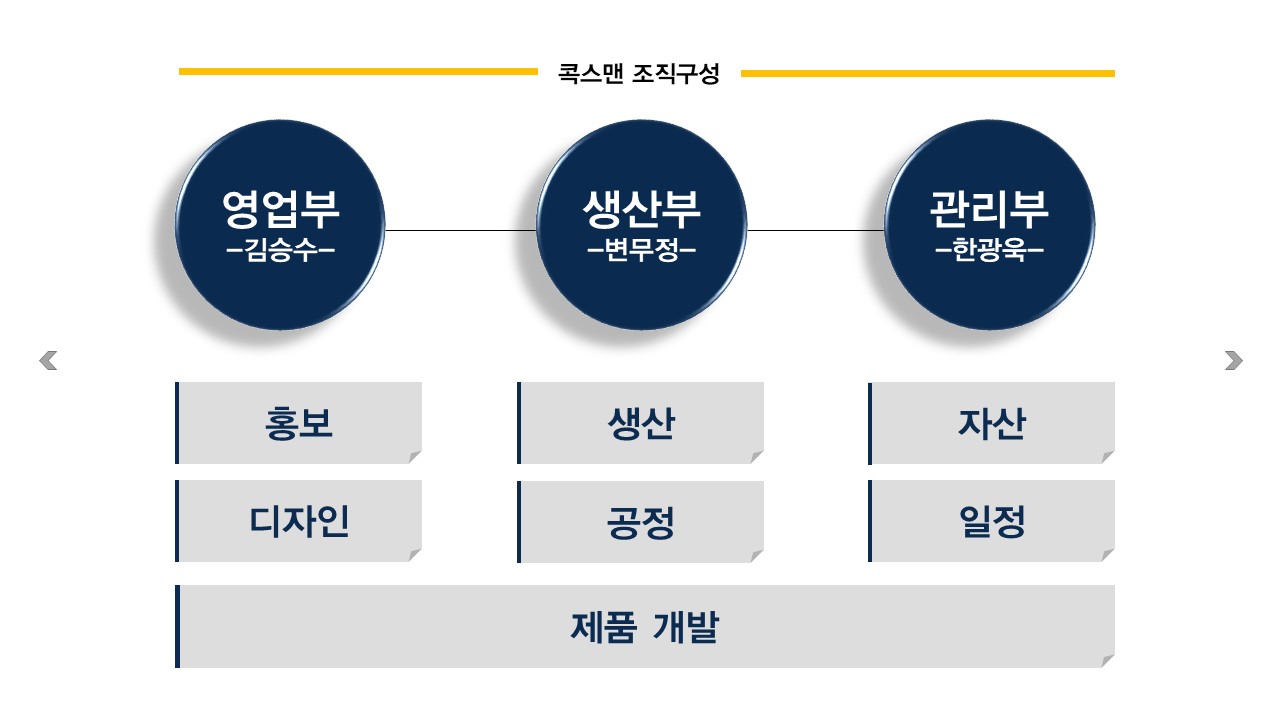 콕스맨 조직구성
영업부
–김승수–
생산부
–변무정–
관리부
–한광욱–
홍보
생산
자산
디자인
공정
일정
제품 개발